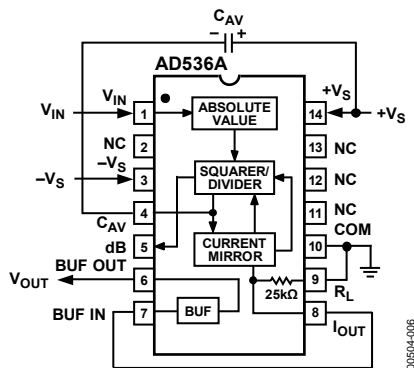 CAV
− +
AD536A
VIN
VIN
1
ABSOLUTE
VALUE
14
+VS
+VS
NC
2
13
NC
−VS
−VS
3
SQUARER/
DIVIDER
12
NC
CAV
4
11
NC
dB
5
CURRENT
MIRROR
10
COM
VOUT
BUF OUT
6
25kΩ
9
RL
BUF IN
7
BUF
8
IOUT
00504-006